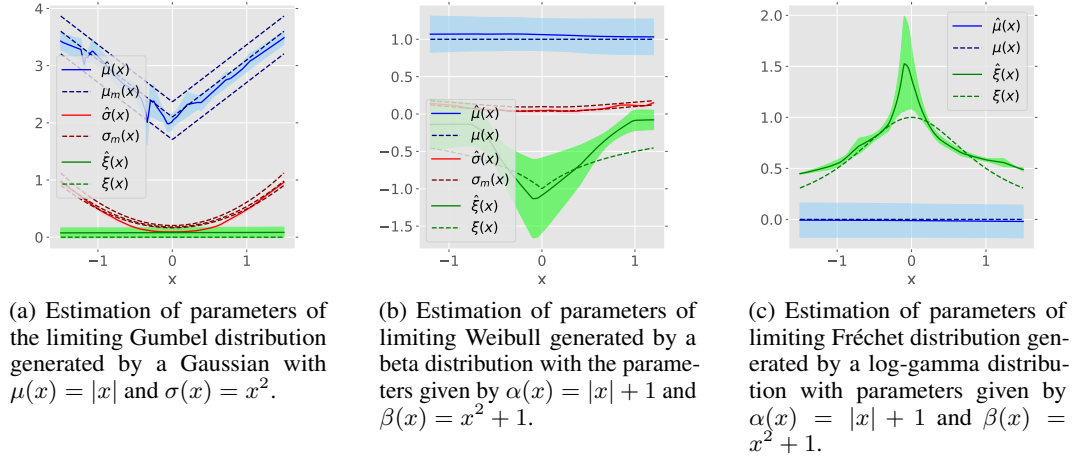 4
3
2
1
0
−1
0
1
x
μ̂(x)
μₘ(x)
σ̂(x)
σₘ(x)
ξ̂(x)
ξ(x)
1.0
0.5
0.0
−0.5
−1.0
−1.5
−1
0
1
x
μ̂(x)
μ(x)
σ̂(x)
σₘ(x)
ξ̂(x)
ξ(x)
2.0
1.5
1.0
0.5
0.0
−1
0
1
x
μ̂(x)
μ(x)
ξ̂(x)
ξ(x)
(a) Estimation of parameters of
the limiting Gumbel distribution
generated by a Gaussian with
μ(x) = |x| and σ(x) = x².
(b) Estimation of parameters of
limiting Weibull generated by a
beta distribution with the parame-
ters given by α(x) = |x| + 1 and
β(x) = x² + 1.
(c) Estimation of parameters of
limiting Fréchet distribution gen-
erated by a log-gamma distribu-
tion with parameters given by
α(x) = |x| + 1 and β(x) =
x² + 1.